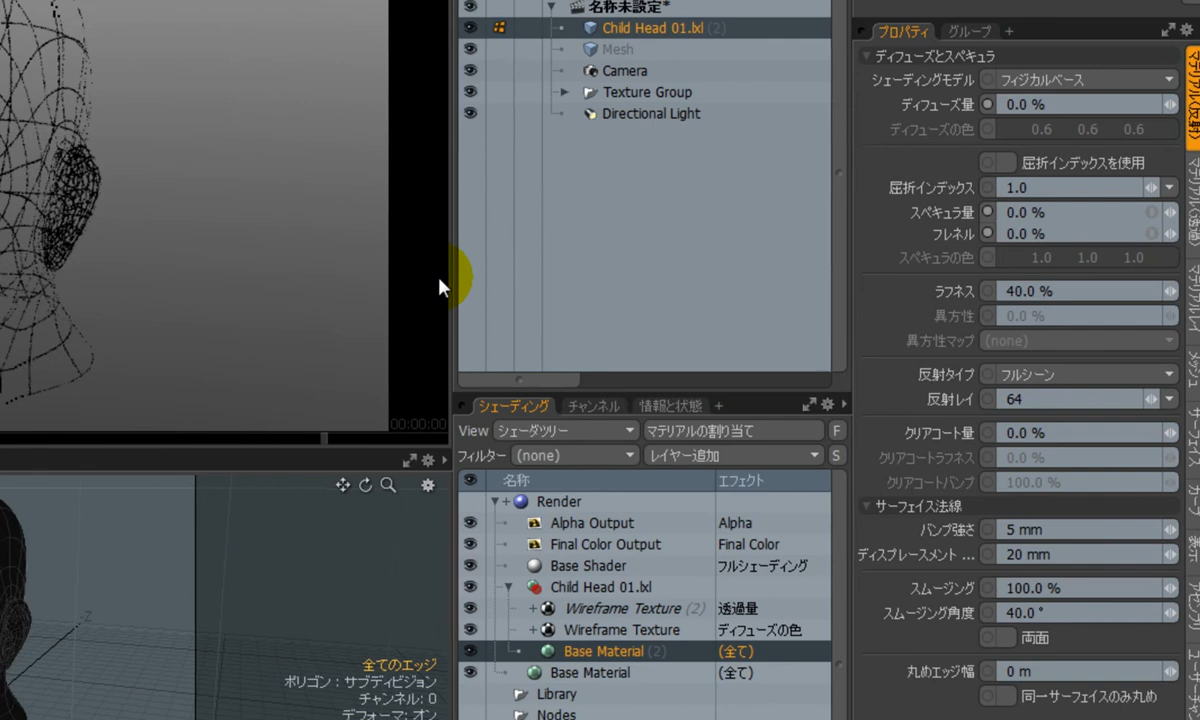 名称未設定*
Child Head 01.lxl (2)
Mesh
Camera
Texture Group
Directional Light
00:00:00
シェーディング チャンネル 情報と状態 +
View シェーダツリー マテリアルの割り当て F
フィルター (none) レイヤー追加 S
名称 エフェクト
Render
Alpha Output Alpha
Final Color Output Final Color
Base Shader フルシェーディング
Child Head 01.lxl
Wireframe Texture (2) 透過量
Wireframe Texture ディフューズの色
Base Material (2) (全て)
Base Material (全て)
Library
Nodes
Z
全てのエッジ
ポリゴン : サブディビジョン
チャンネル: 0
デフォーマ: オン
プロパティ グループ +
ディフューズとスペキュラ
シェーディングモデル フィジカルベース
ディフューズ量 0.0 %
ディフューズの色 0.6 0.6 0.6
屈折インデックスを使用
屈折インデックス 1.0
スペキュラ量 0.0 %
フレネル 0.0 %
スペキュラの色 1.0 1.0 1.0
ラフネス 40.0 %
異方性 0.0 %
異方性マップ (none)
反射タイプ フルシーン
反射レイ 64
クリアコート量 0.0 %
クリアコートラフネス 0.0 %
クリアコートバンプ 100.0 %
サーフェイス法線
バンプ強さ 5 mm
ディスプレースメント ... 20 mm
スムージング 100.0 %
スムージング角度 40.0 °
両面
丸めエッジ幅 0 m
同一サーフェイスのみ丸め
マテリアル(反射)
マテリアル(透過)